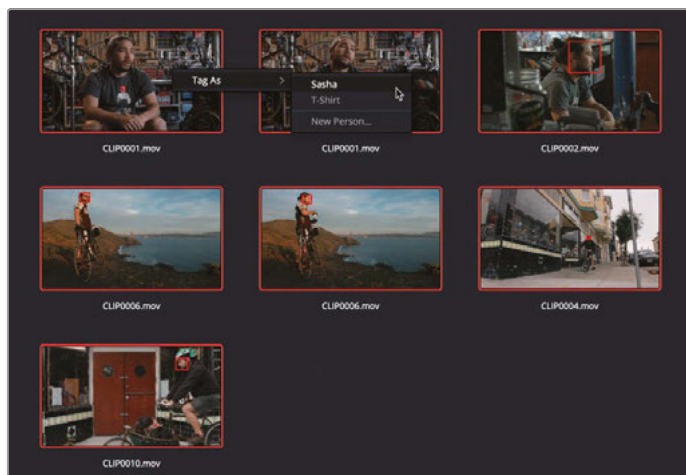 Tag As
Sasha
T-Shirt
New Person...
CLIP0001.mov
CLIP0001.mov
CLIP0002.mov
CLIP0006.mov
CLIP0006.mov
CLIP0004.mov
CLIP0010.mov